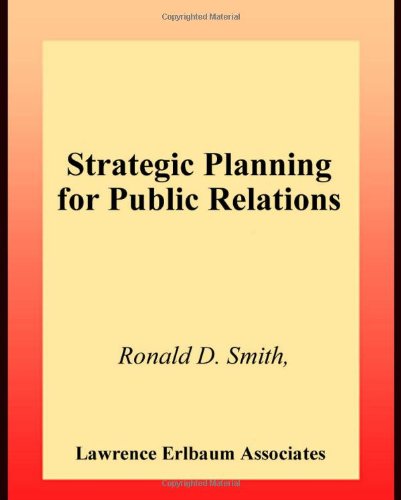 Copyrighted Material
Strategic Planning
for Public Relations
Ronald D. Smith,
Lawrence Erlbaum Associates
Copyrighted Material